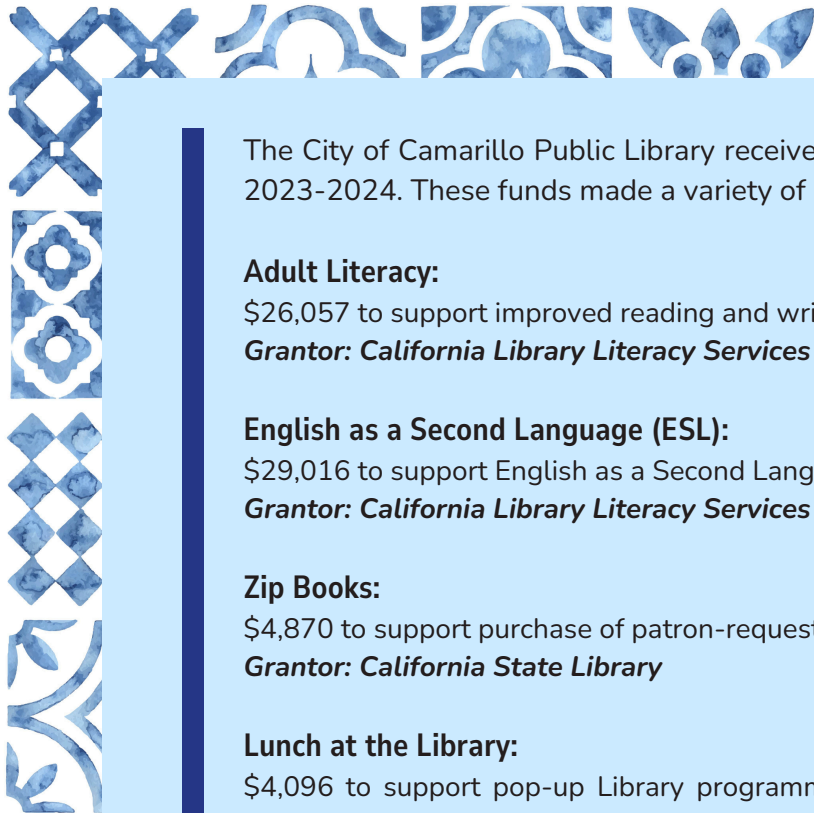 The City of Camarillo Public Library receive
2023-2024. These funds made a variety of
Adult Literacy:
$26,057 to support improved reading and wri
Grantor: California Library Literacy Services
English as a Second Language (ESL):
$29,016 to support English as a Second Lang
Grantor: California Library Literacy Services
Zip Books:
$4,870 to support purchase of patron-request
Grantor: California State Library
Lunch at the Library:
$4,096 to support pop-up Library programm